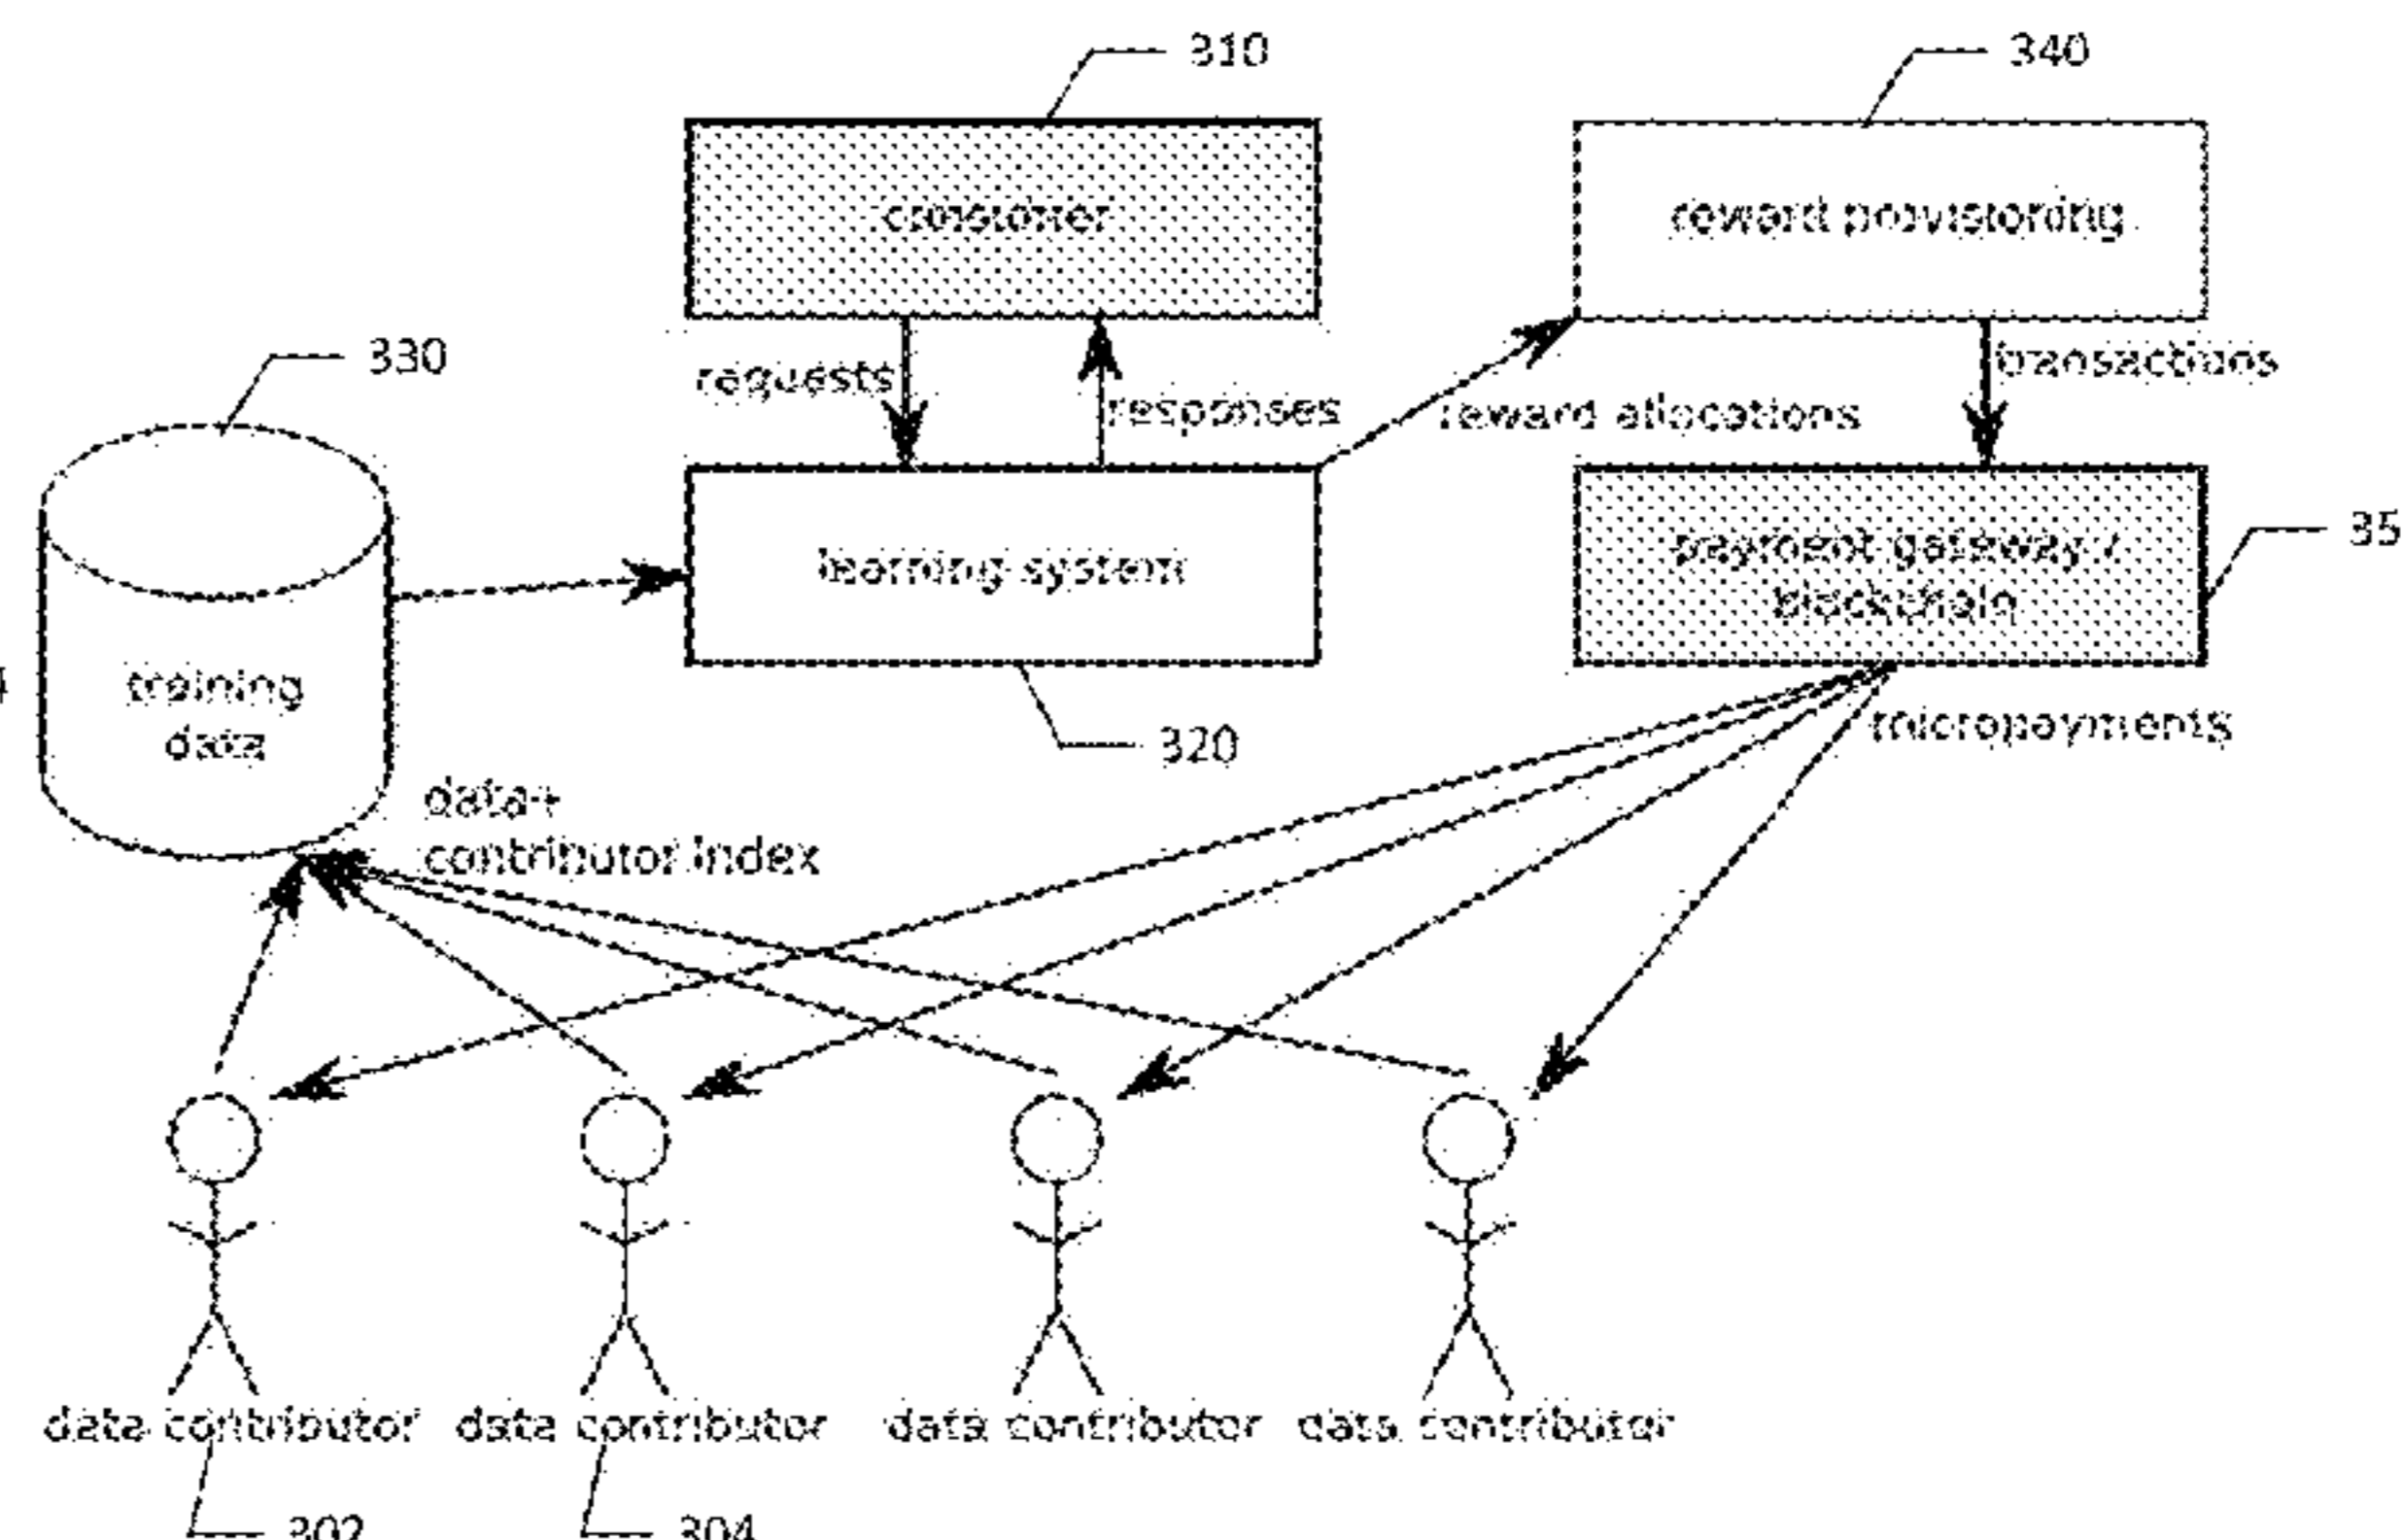 310
340
customer
reward provisioning
330
requests
responses
transactions
reward allocations
learning system
payment gateway /
blockchain
35
training
data
320
micropayments
data+
contributor index
data contributor
data contributor
data contributor
data contributor
302
304